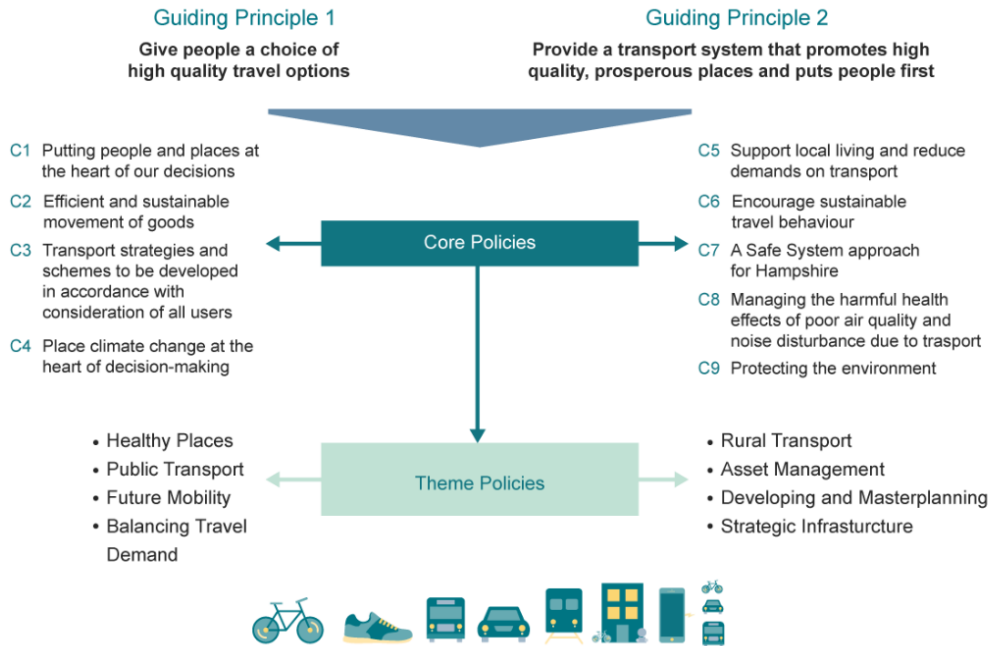 Guiding Principle 1
Give people a choice of
high quality travel options
Guiding Principle 2
Provide a transport system that promotes high
quality, prosperous places and puts people first
C1 Putting people and places at
the heart of our decisions
C2 Efficient and sustainable
movement of goods
C3 Transport strategies and
schemes to be developed
in accordance with
consideration of all users
C4 Place climate change at the
heart of decision-making
Core Policies
C5 Support local living and reduce
demands on transport
C6 Encourage sustainable
travel behaviour
C7 A Safe System approach
for Hampshire
C8 Managing the harmful health
effects of poor air quality and
noise disturbance due to trasport
C9 Protecting the environment
• Healthy Places
• Public Transport
• Future Mobility
• Balancing Travel
Demand
Theme Policies
• Rural Transport
• Asset Management
• Developing and Masterplanning
• Strategic Infrasturcture